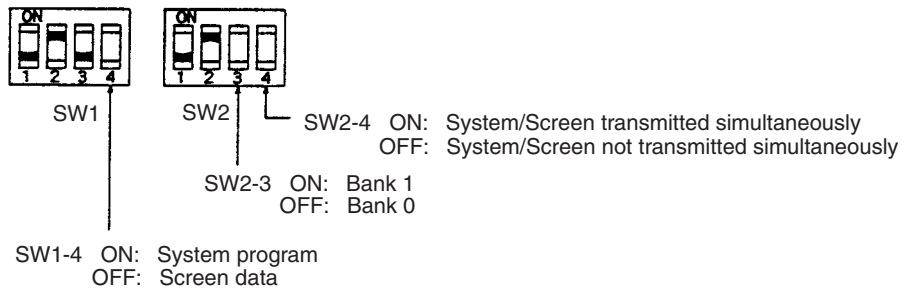 ON ON
1 2 3 4 1 2 3 4
SW1 SW2
SW2-4 ON: System/Screen transmitted simultaneously
OFF: System/Screen not transmitted simultaneously
SW2-3 ON: Bank 1
OFF: Bank 0
SW1-4 ON: System program
OFF: Screen data